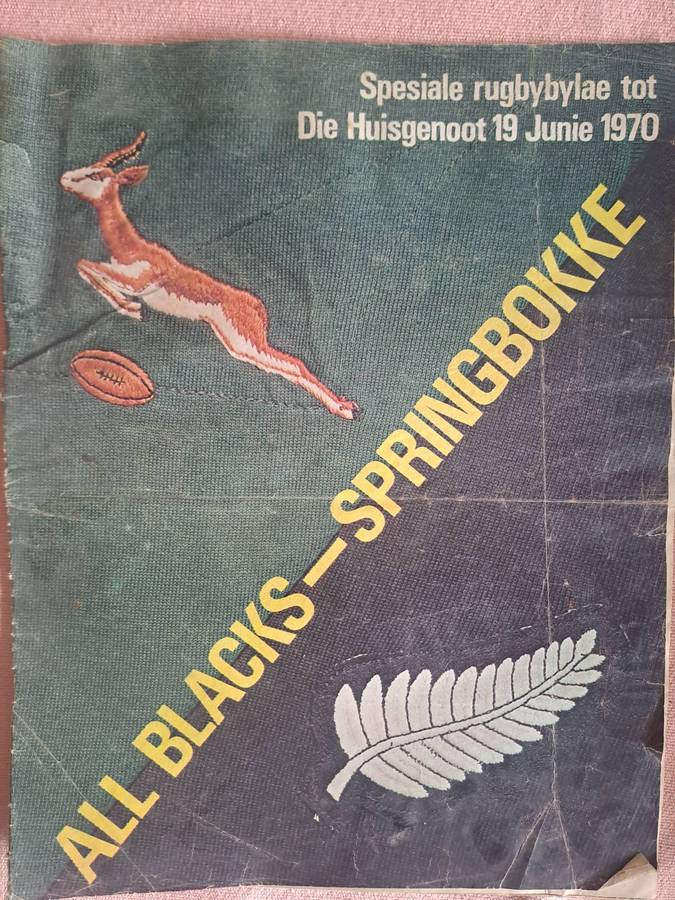 Spesiale rugbybylae tot
Die Huisgenoot 19 Junie 1970
ALL BLACKS—SPRINGBOKKE